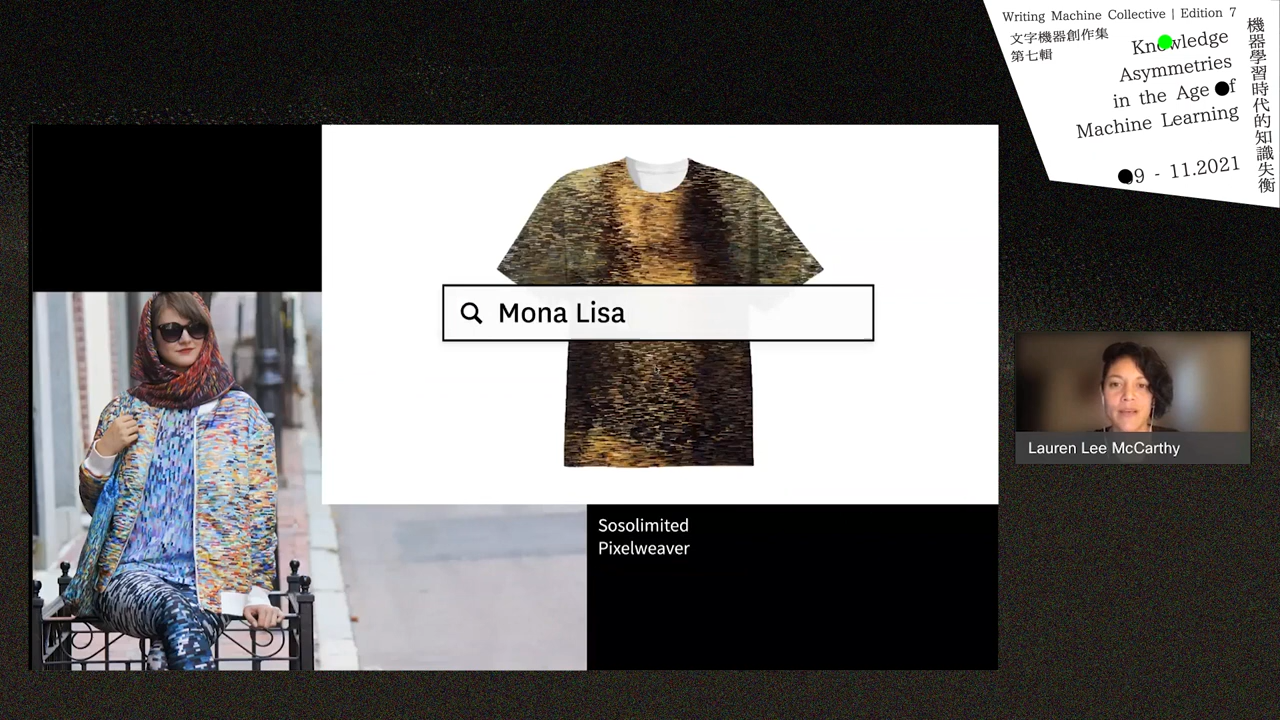 Writing Machine Collective | Edition 7
文字機器創作集
第七輯
Knowledge
Asymmetries
in the Age of
Machine Learning
09 - 11.2021
機器學習時代的知識失衡
Mona Lisa
Lauren Lee McCarthy
Sosolimited
Pixelweaver